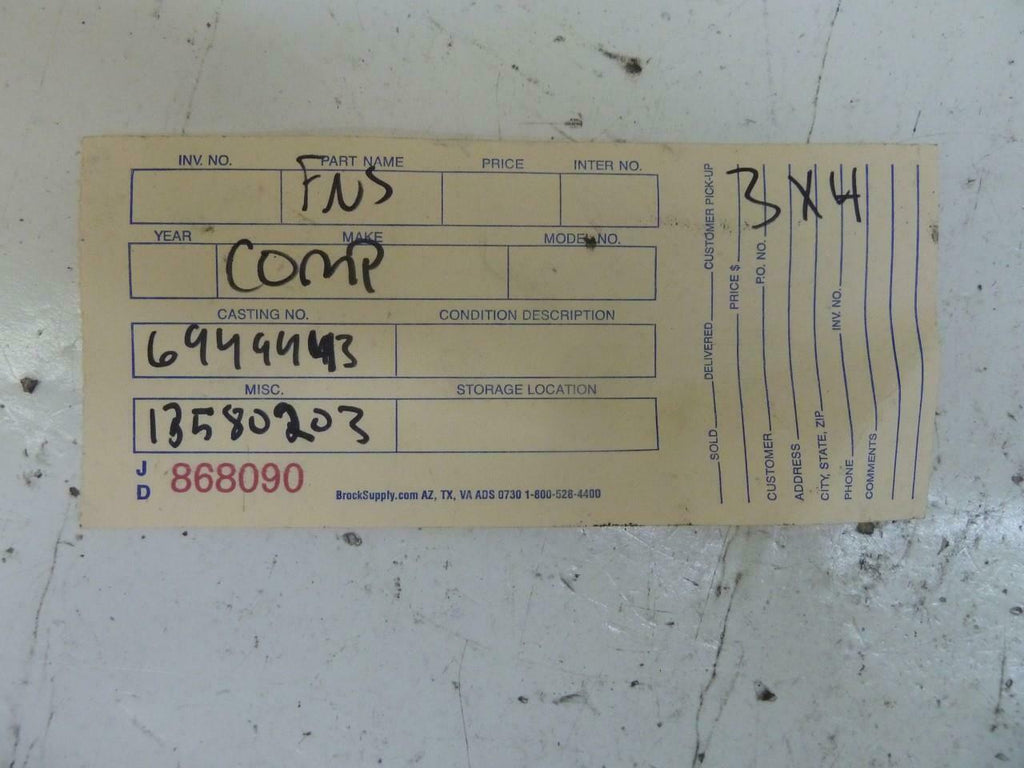 INV. NO. PART NAME PRICE INTER NO.
FNS
YEAR MAKE MODEL NO.
COMP
CASTING NO. CONDITION DESCRIPTION
MISC. STORAGE LOCATION
13580203
J D 868090
BrockSupply.com AZ, TX, VA ADS 0730 1-800-528-4400
3 X 4
SOLD DELIVERED CUSTOMER PICK-UP
PRICE $
CUSTOMER P.O. NO.
ADDRESS
CITY, STATE, ZIP
PHONE INV. NO.
COMMENTS